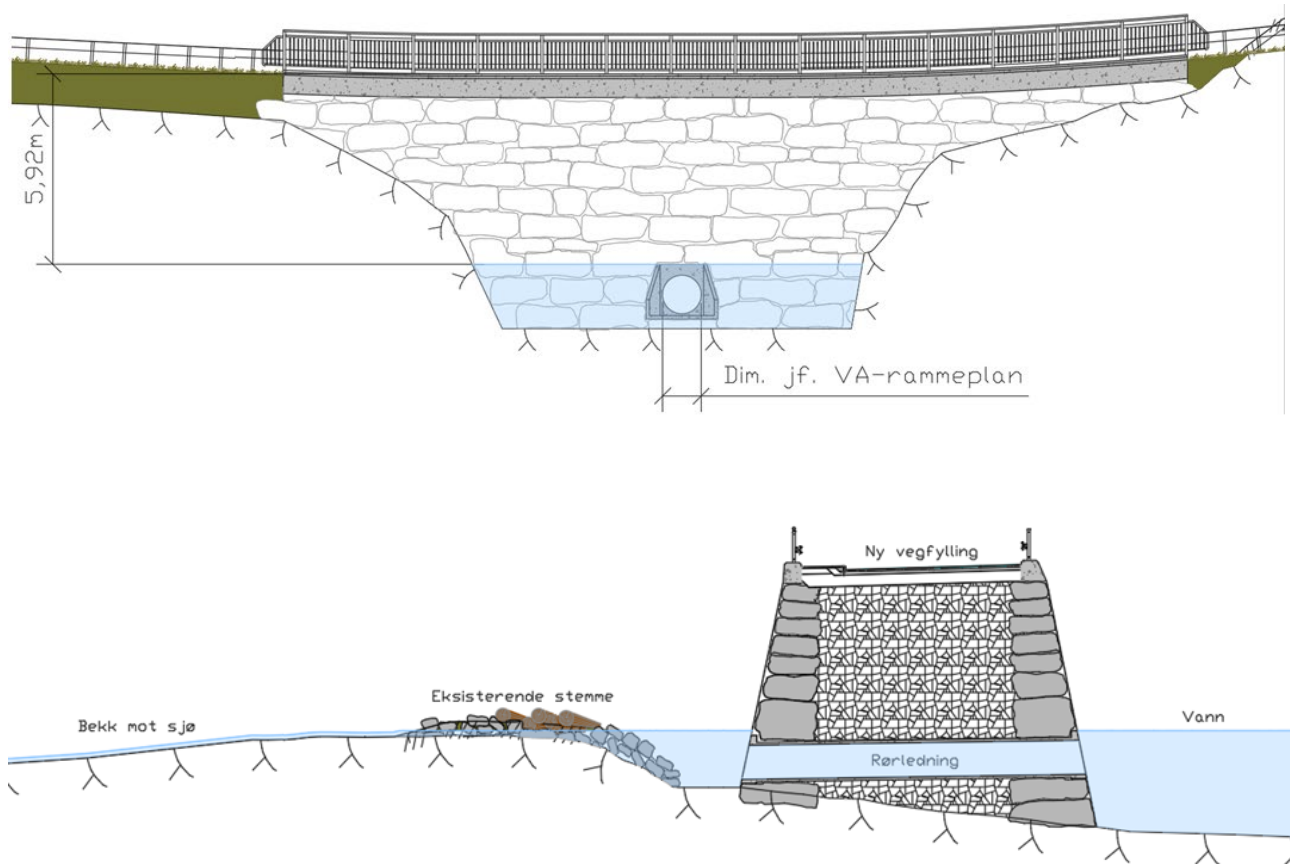 5,92m
Dim. jf. VA-rammeplan
Ny vegfylling
Eksisterende stemme
Bekk mot sjø
Vann
Rørledning